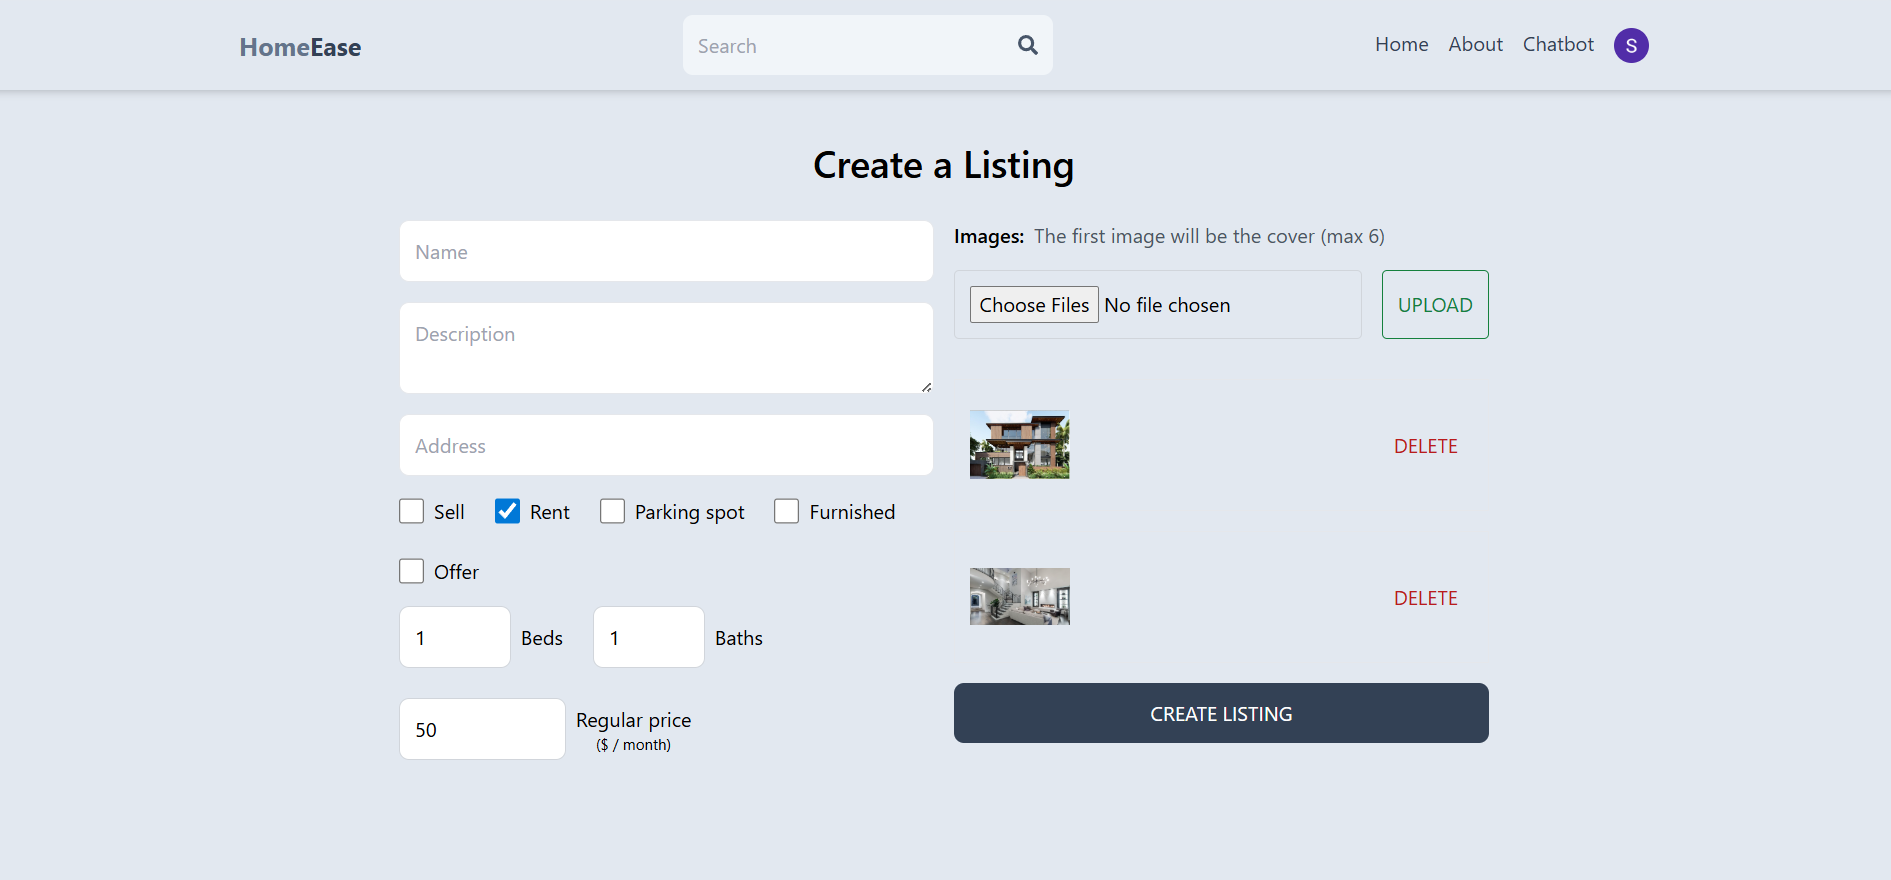 HomeEase
Search
Home About Chatbot S
Create a Listing
Name
Description
Address
Sell Rent Parking spot Furnished
Offer
1 Beds 1 Baths
50 Regular price
($ / month)
Images: The first image will be the cover (max 6)
Choose Files No file chosen UPLOAD
DELETE
DELETE
CREATE LISTING